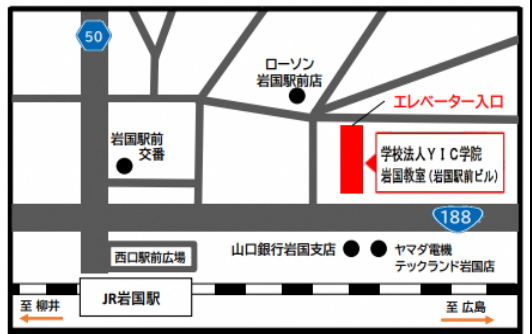 50
ローソン
岩国駅前店
エレベーター入口
岩国駅前
交番
学校法人YIC学院
岩国教室(岩国駅前ビル)
188
西口駅前広場
山口銀行岩国支店
ヤマダ電機
テックランド岩国店
JR岩国駅
至 柳井
至 広島